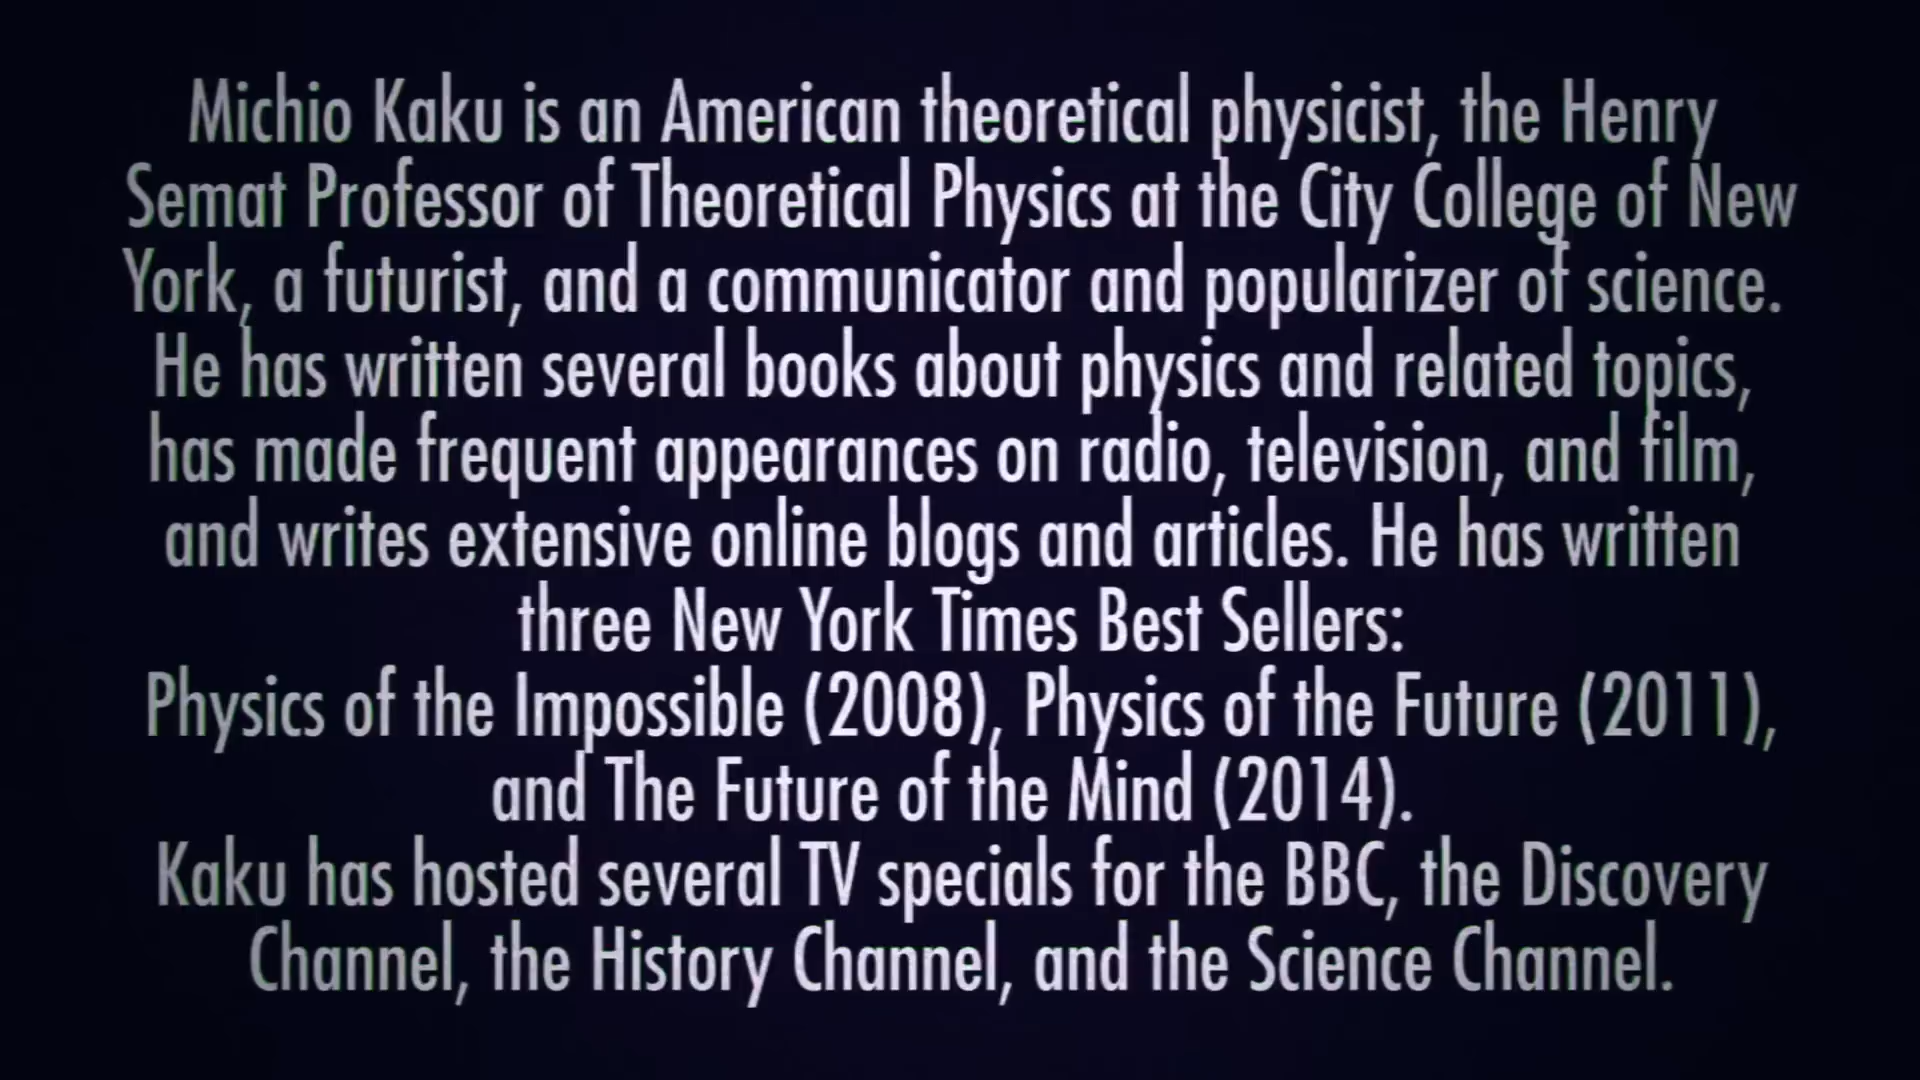 Michio Kaku is an American theoretical physicist, the Henry
Semat Professor of Theoretical Physics at the City College of New
York, a futurist, and a communicator and popularizer of science.
He has written several books about physics and related topics,
has made frequent appearances on radio, television, and film,
and writes extensive online blogs and articles. He has written
three New York Times Best Sellers:
Physics of the Impossible (2008), Physics of the Future (2011),
and The Future of the Mind (2014).
Kaku has hosted several TV specials for the BBC, the Discovery
Channel, the History Channel, and the Science Channel.